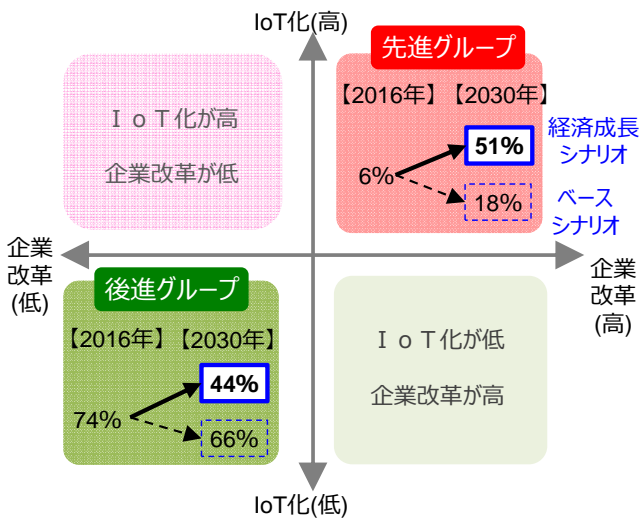 IoT化(高)
先進グループ
【2016年】【2030年】
ＩｏＴ化が高
企業改革が低
51%
経済成長
シナリオ
6%
18%
ベース
シナリオ
企業
改革
(低)
企業
改革
(高)
後進グループ
【2016年】【2030年】
44%
74%
66%
ＩｏＴ化が低
企業改革が高
IoT化(低)